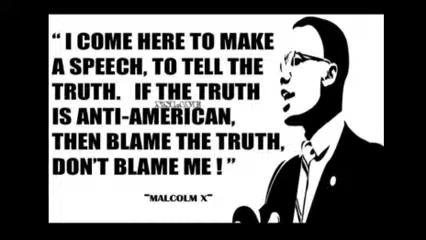 “ I COME HERE TO MAKE
A SPEECH, TO TELL THE
TRUTH. IF THE TRUTH
IS ANTI-AMERICAN,
THEN BLAME THE TRUTH,
DON'T BLAME ME ! ”
~MALCOLM X~